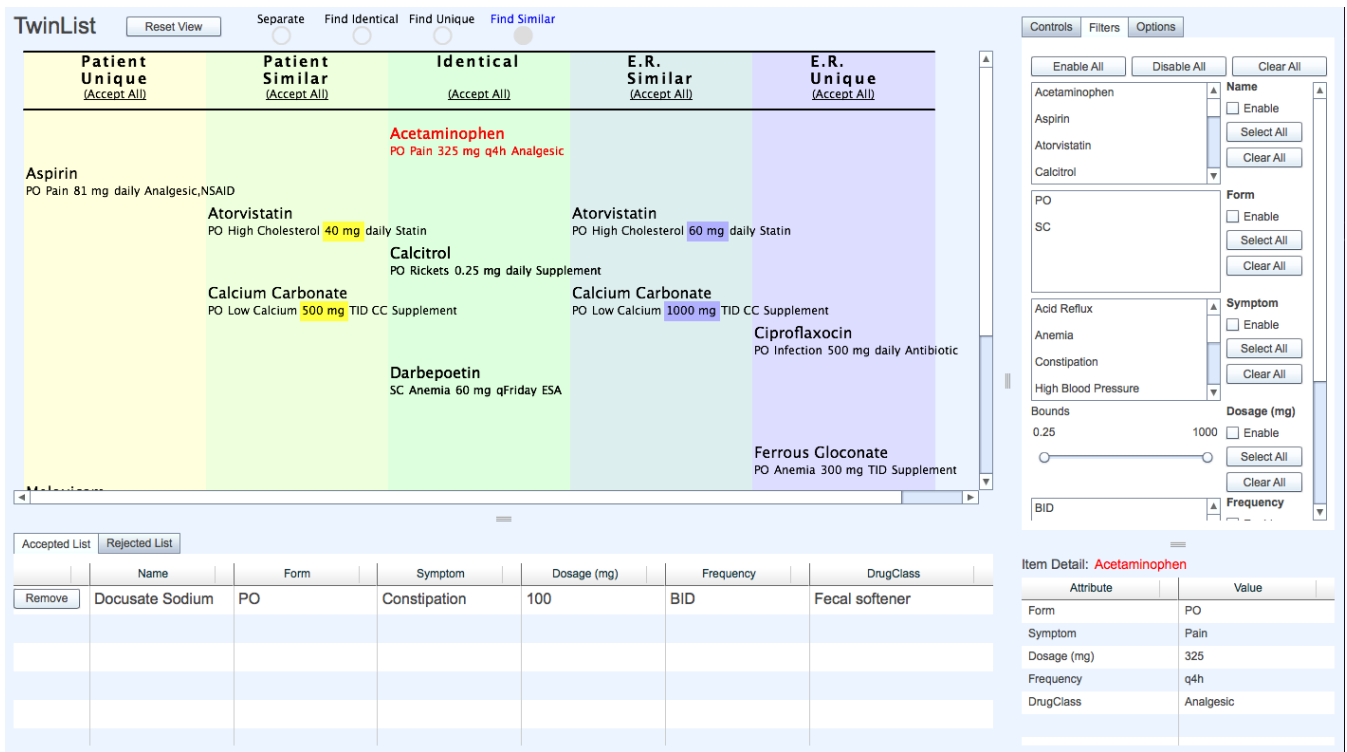 TwinList
Reset View
Separate
Find Identical
Find Unique
Find Similar
Patient Unique
(Accept All)
Patient Similar
(Accept All)
Identical
(Accept All)
E.R. Similar
(Accept All)
E.R. Unique
(Accept All)
Acetaminophen
PO Pain 325 mg q4h Analgesic
Aspirin
PO Pain 81 mg daily Analgesic,NSAID
Atorvistatin
PO High Cholesterol 40 mg daily Statin
Atorvistatin
PO High Cholesterol 60 mg daily Statin
Calcitrol
PO Rickets 0.25 mg daily Supplement
Calcium Carbonate
PO Low Calcium 500 mg TID CC Supplement
Calcium Carbonate
PO Low Calcium 1000 mg TID CC Supplement
Ciproflaxocin
PO Infection 500 mg daily Antibiotic
Darbepoetin
SC Anemia 60 mg qFriday ESA
Ferrous Gloconate
PO Anemia 300 mg TID Supplement
Accepted List
Rejected List
Name Form Symptom Dosage (mg) Frequency DrugClass
Remove Docusate Sodium PO Constipation 100 BID Fecal softener
Controls
Filters
Options
Enable All
Disable All
Clear All
Acetaminophen
Aspirin
Atorvistatin
Calcitrol
Name
Enable
Select All
Clear All
PO
SC
Form
Enable
Select All
Clear All
Acid Reflux
Anemia
Constipation
High Blood Pressure
Symptom
Enable
Select All
Clear All
Bounds
0.25 1000
Dosage (mg)
Enable
Select All
Clear All
BID
Frequency
Item Detail: Acetaminophen
Attribute Value
Form PO
Symptom Pain
Dosage (mg) 325
Frequency q4h
DrugClass Analgesic